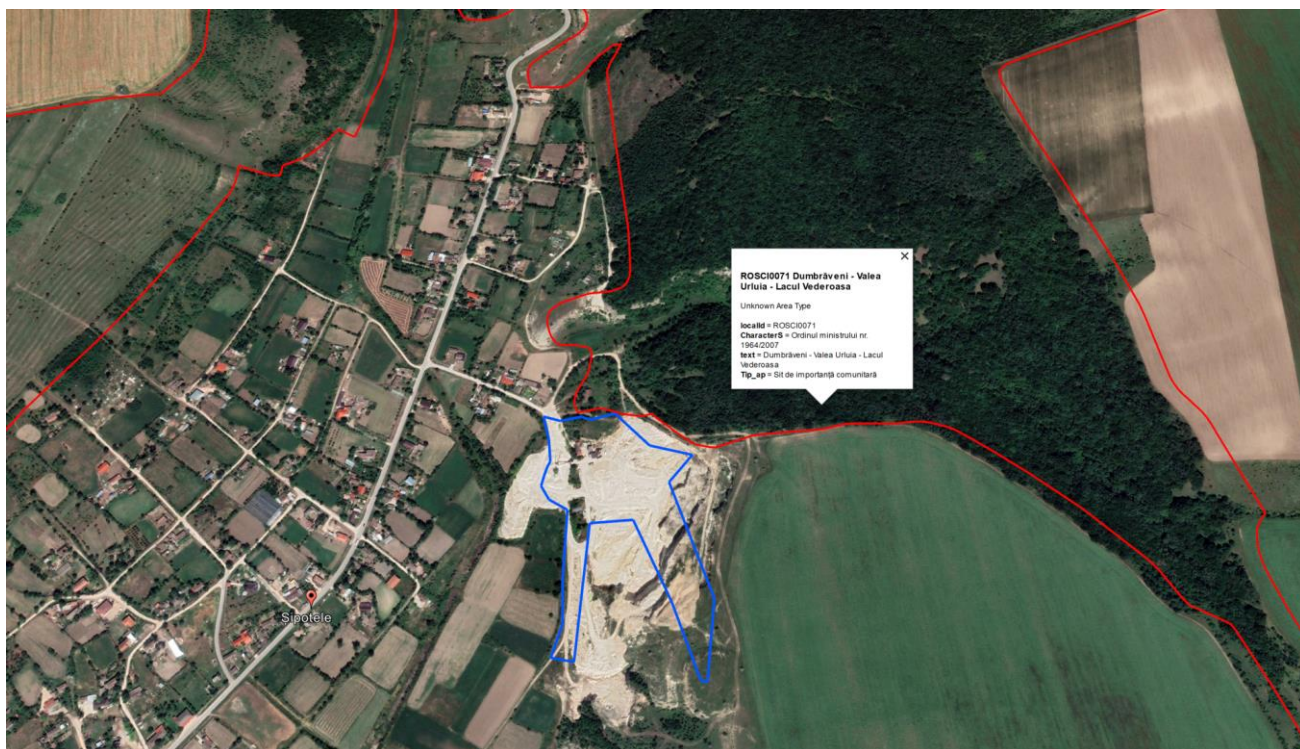 ROSCI0071 Dumbrăveni - Valea
Urluia - Lacul Vederoasa
Unknown Area Type
localId = ROSCI0071
CharacterS = Ordinul ministrului nr.
1964/2007
text = Dumbrăveni - Valea Urluia - Lacul
Vederoasa
Tip_ap = Sit de importanță comunitară
Șipotele